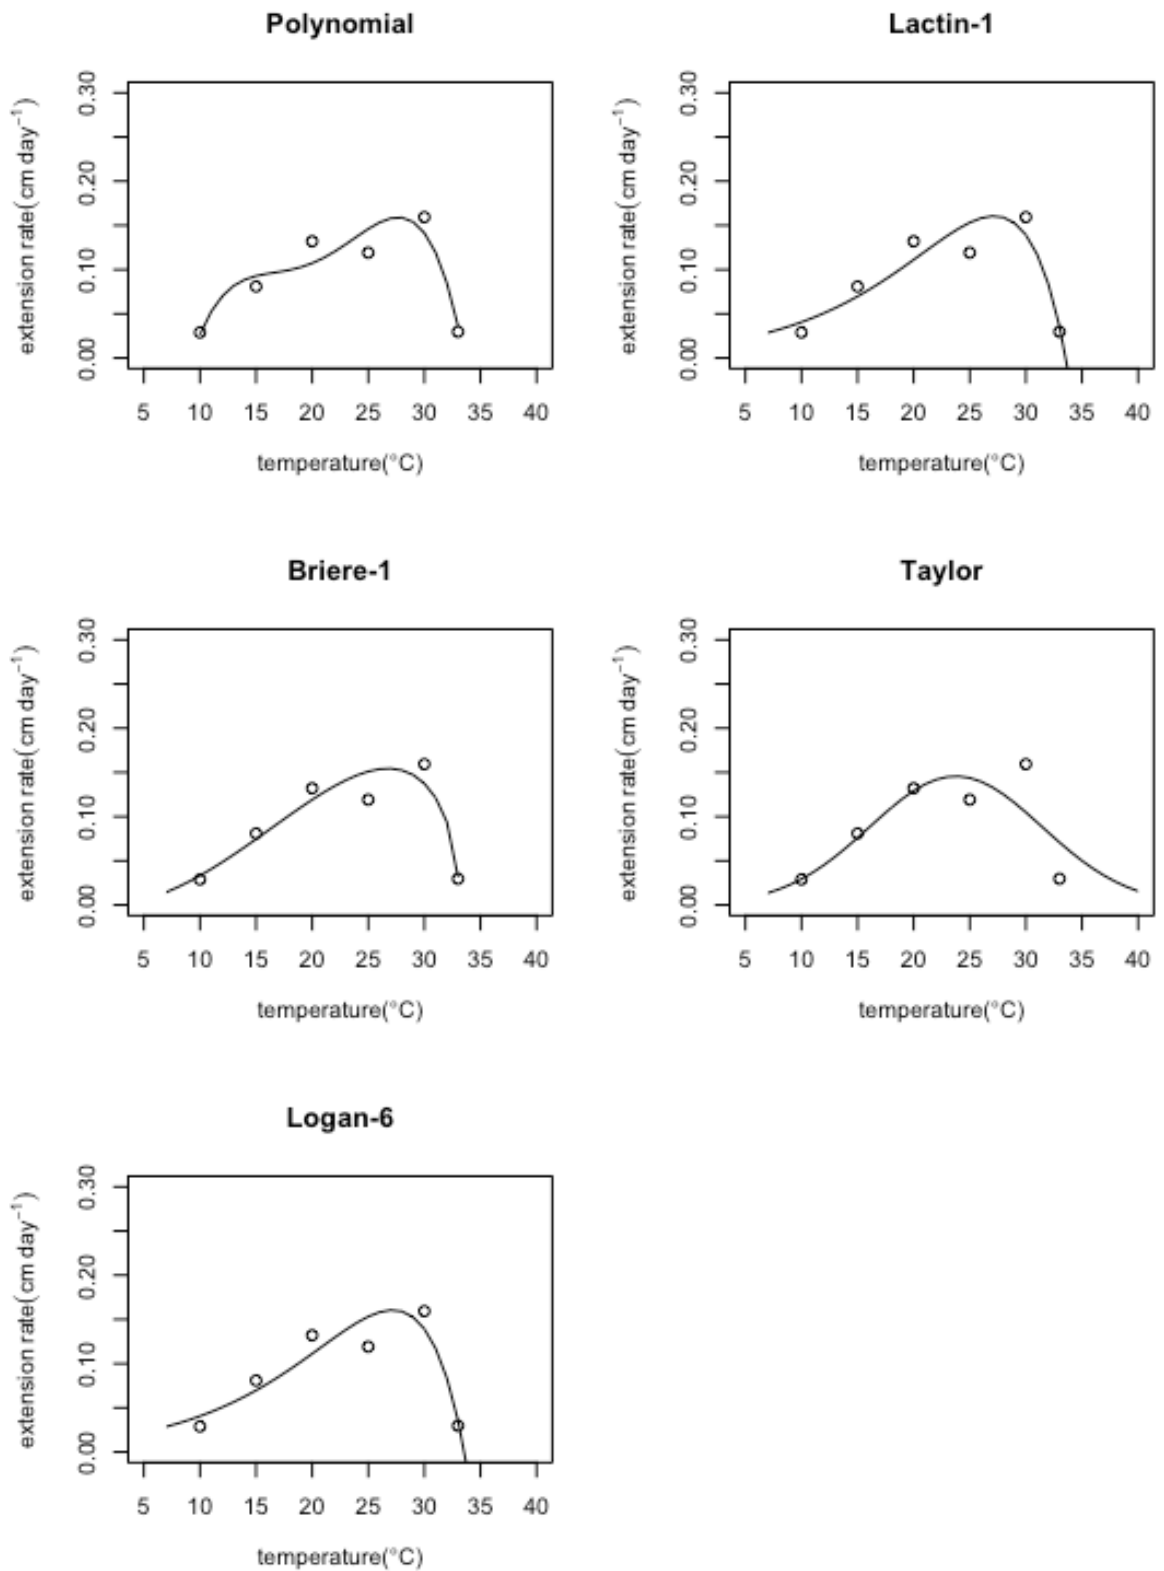 Polynomial
extension rate(cm day⁻¹)
0.00 0.10 0.20 0.30
5 10 15 20 25 30 35 40
temperature(°C)
Lactin-1
extension rate(cm day⁻¹)
0.00 0.10 0.20 0.30
5 10 15 20 25 30 35 40
temperature(°C)
Briere-1
extension rate(cm day⁻¹)
0.00 0.10 0.20 0.30
5 10 15 20 25 30 35 40
temperature(°C)
Taylor
extension rate(cm day⁻¹)
0.00 0.10 0.20 0.30
5 10 15 20 25 30 35 40
temperature(°C)
Logan-6
extension rate(cm day⁻¹)
0.00 0.10 0.20 0.30
5 10 15 20 25 30 35 40
temperature(°C)